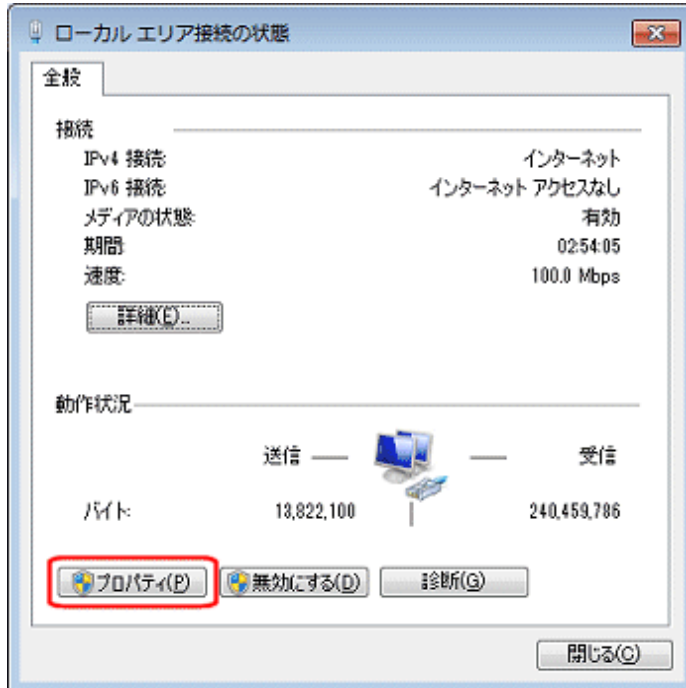 ローカル エリア接続の状態
全般
接続
IPv4 接続: インターネット
IPv6 接続: インターネット アクセスなし
メディアの状態: 有効
期間: 02:54:05
速度: 100.0 Mbps
詳細(E)...
動作状況
送信 受信
バイト: 13,822,100 240,459,786
プロパティ(P) 無効にする(D) 診断(G)
閉じる(C)